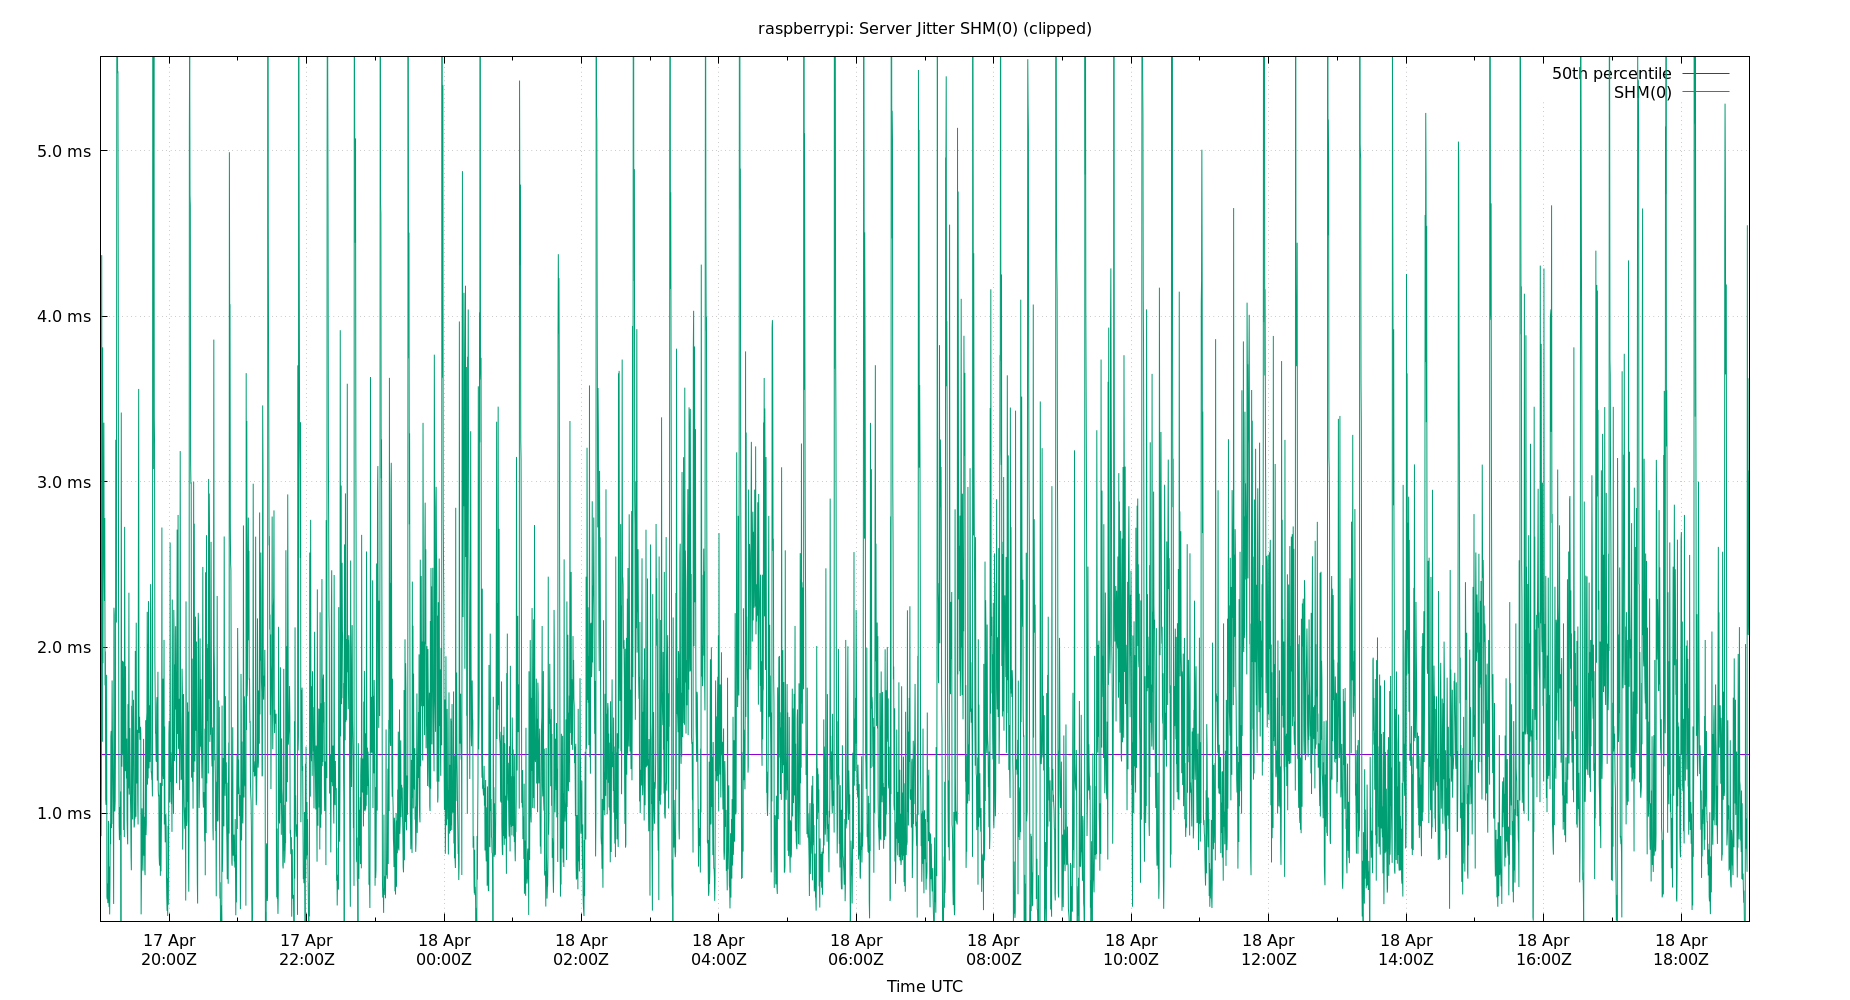 raspberrypi: Server Jitter SHM(0) (clipped)
50th percentile
SHM(0)
5.0 ms
4.0 ms
3.0 ms
2.0 ms
1.0 ms
17 Apr 17 Apr 18 Apr 18 Apr 18 Apr 18 Apr 18 Apr 18 Apr 18 Apr 18 Apr 18 Apr 18 Apr
20:00Z 22:00Z 00:00Z 02:00Z 04:00Z 06:00Z 08:00Z 10:00Z 12:00Z 14:00Z 16:00Z 18:00Z
Time UTC